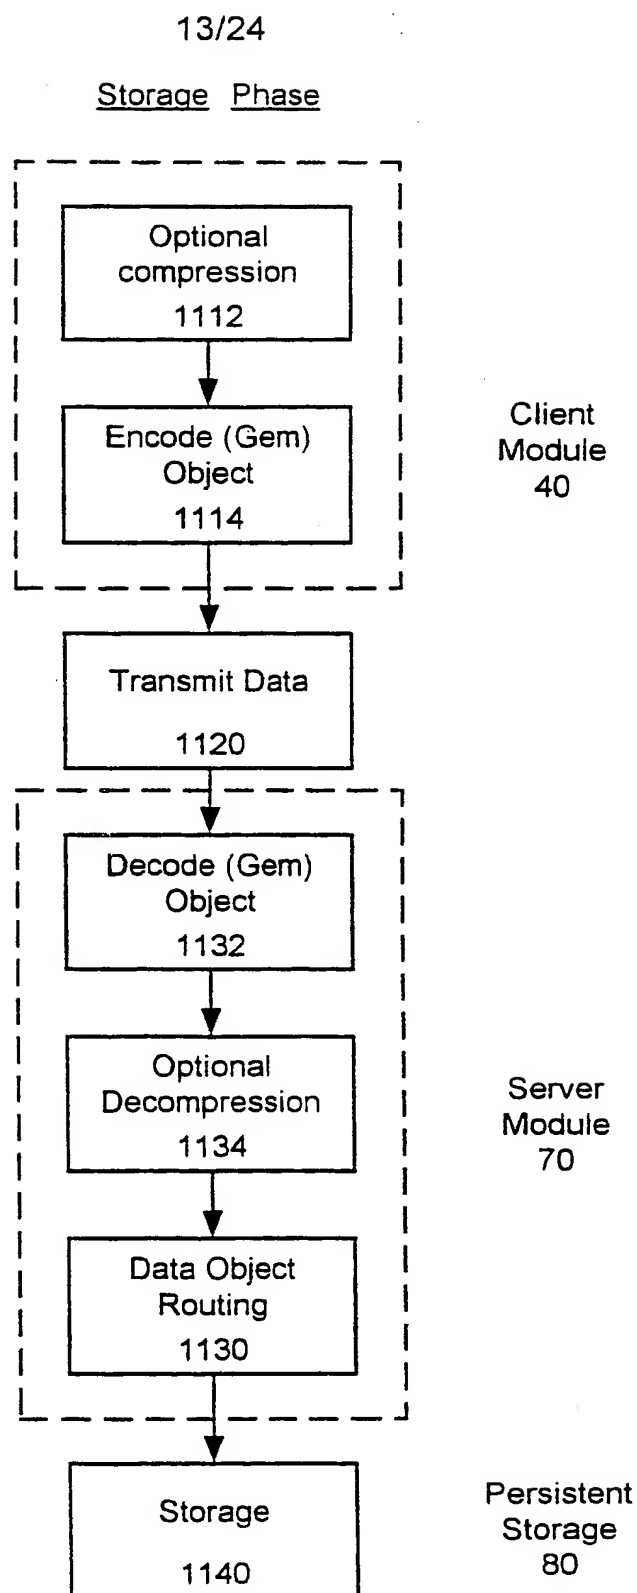 13/24
Storage Phase
Optional
compression
1112
Encode (Gem)
Object
1114
Client
Module
40
Transmit Data
1120
Decode (Gem)
Object
1132
Optional
Decompression
1134
Server
Module
70
Data Object
Routing
1130
Storage
1140
Persistent
Storage
80